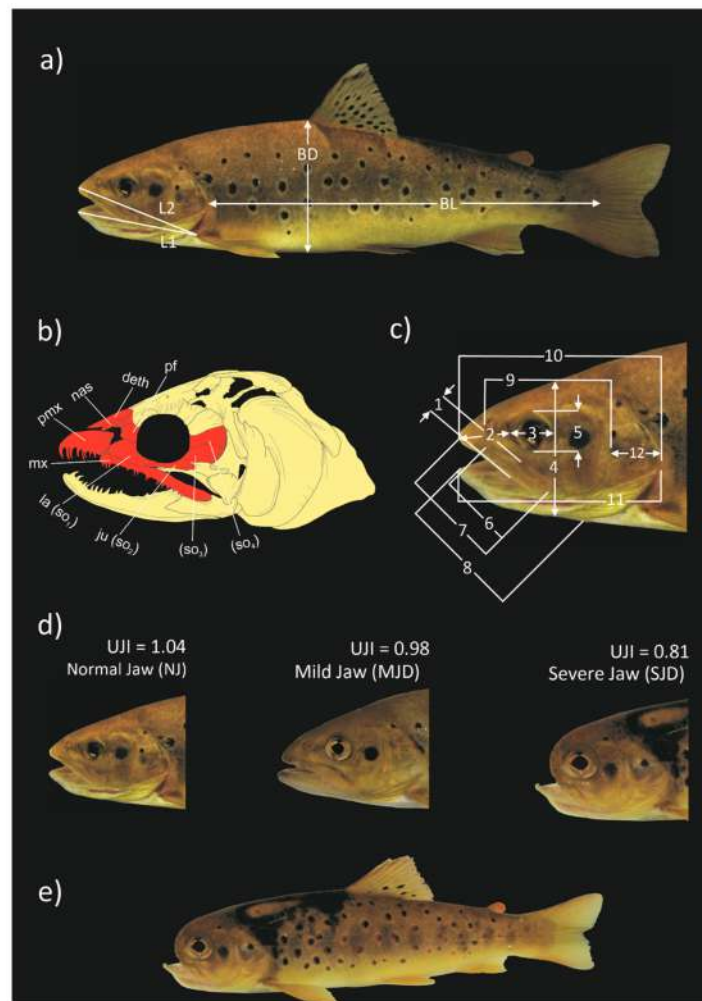 a)
BD
L2
BL
L1
b)
pf
deth
nas
pmx
mx
la (so₁)
ju (so₂)
(so₃)
(so₄)
c)
10
9
1
2
3
5
12
4
11
6
7
8
d)
UJI = 1.04
Normal Jaw (NJ)
UJI = 0.98
Mild Jaw (MJD)
UJI = 0.81
Severe Jaw (SJD)
e)